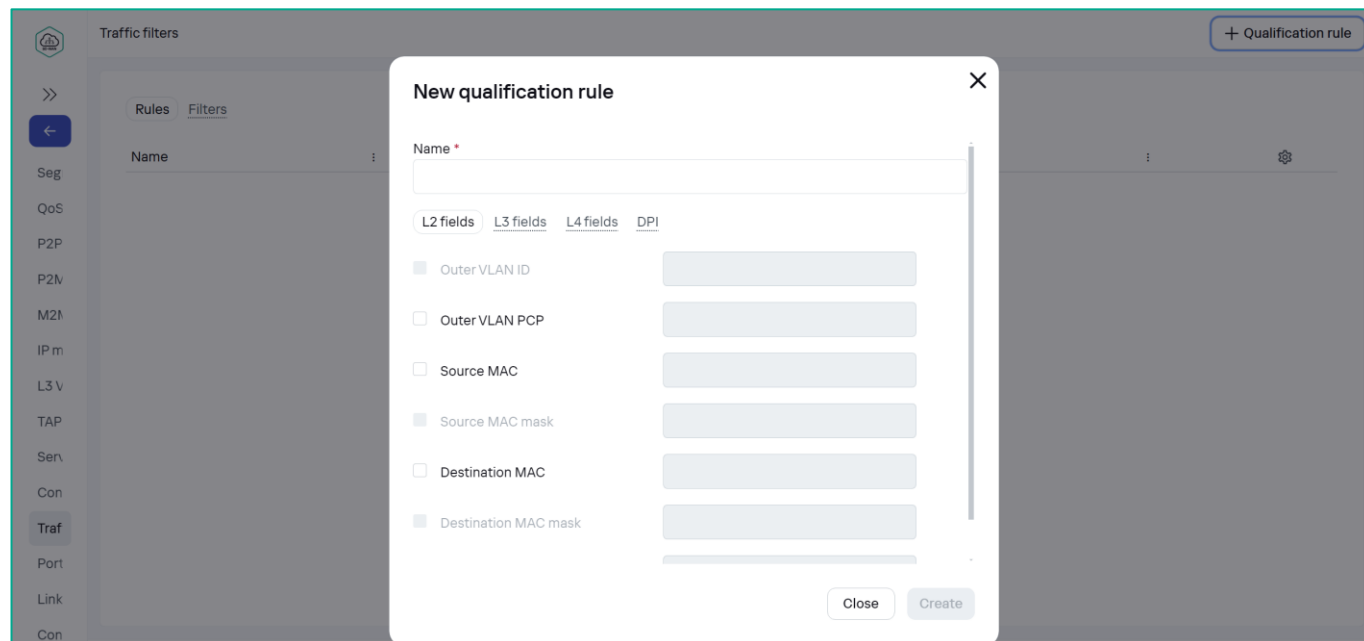 Traffic filters
+ Qualification rule
Rules Filters
Name
Seg
QoS
P2P
P2M
M2M
IP m
L3 V
TAP
Serv
Con
Traf
Port
Link
Con
New qualification rule
Name *
L2 fields L3 fields L4 fields DPI
Outer VLAN ID
Outer VLAN PCP
Source MAC
Source MAC mask
Destination MAC
Destination MAC mask
Close Create